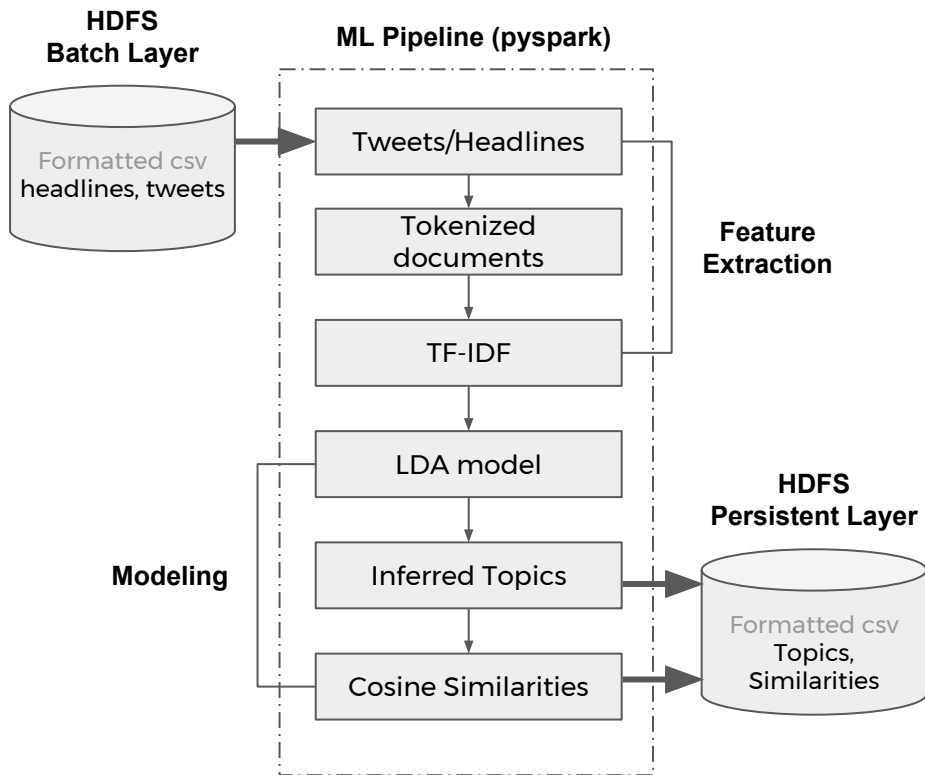 HDFS
Batch Layer
Formatted csv
headlines, tweets
ML Pipeline (pyspark)
Tweets/Headlines
Tokenized
documents
TF-IDF
Feature
Extraction
LDA model
Inferred Topics
Cosine Similarities
Modeling
HDFS
Persistent Layer
Formatted csv
Topics,
Similarities